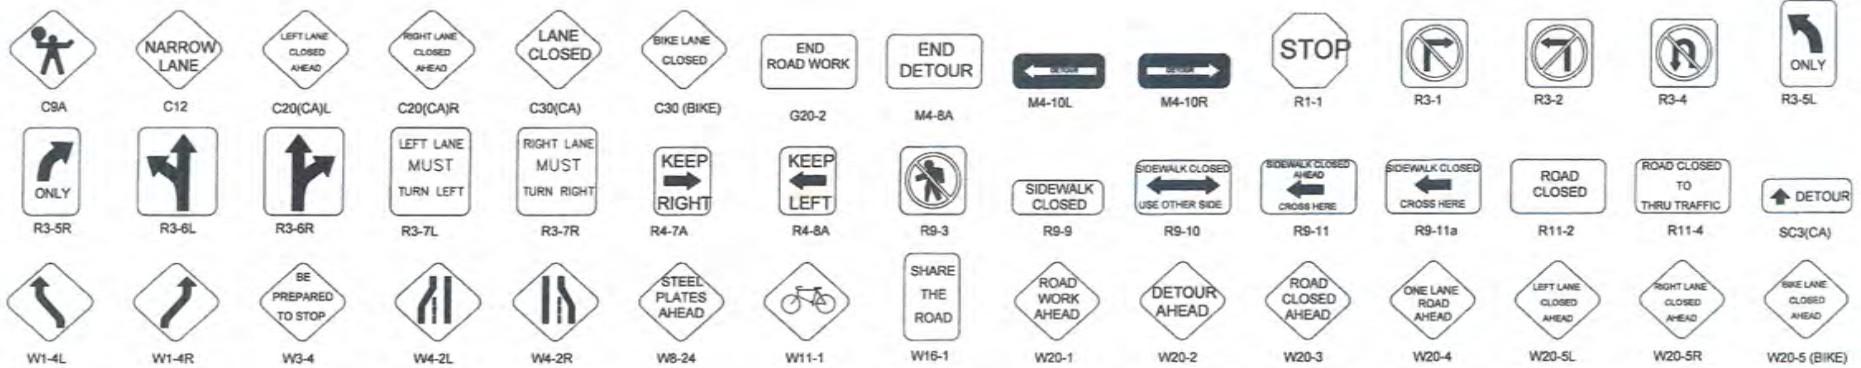 NARROW
LANE
LEFT LANE
CLOSED
AHEAD
RIGHT LANE
CLOSED
AHEAD
LANE
CLOSED
BIKE LANE
CLOSED
END
ROAD WORK
END
DETOUR
DETOUR
DETOUR
STOP
ONLY
C9A
C12
C20(CA)L
C20(CA)R
C30(CA)
C30 (BIKE)
G20-2
M4-8A
M4-10L
M4-10R
R1-1
R3-1
R3-2
R3-4
R3-5L
ONLY
LEFT LANE
MUST
TURN LEFT
RIGHT LANE
MUST
TURN RIGHT
KEEP
RIGHT
KEEP
LEFT
SIDEWALK
CLOSED
SIDEWALK CLOSED
USE OTHER SIDE
SIDEWALK CLOSED
AHEAD
CROSS HERE
SIDEWALK CLOSED
CROSS HERE
ROAD
CLOSED
ROAD CLOSED
TO
THRU TRAFFIC
DETOUR
R3-5R
R3-6L
R3-6R
R3-7L
R3-7R
R4-7A
R4-8A
R9-3
R9-9
R9-10
R9-11
R9-11a
R11-2
R11-4
SC3(CA)
BE
PREPARED
TO STOP
STEEL
PLATES
AHEAD
SHARE
THE
ROAD
ROAD
WORK
AHEAD
DETOUR
AHEAD
ROAD
CLOSED
AHEAD
ONE LANE
ROAD
AHEAD
LEFT LANE
CLOSED
AHEAD
RIGHT LANE
CLOSED
AHEAD
BIKE LANE
CLOSED
AHEAD
W1-4L
W1-4R
W3-4
W4-2L
W4-2R
W8-24
W11-1
W16-1
W20-1
W20-2
W20-3
W20-4
W20-5L
W20-5R
W20-5 (BIKE)